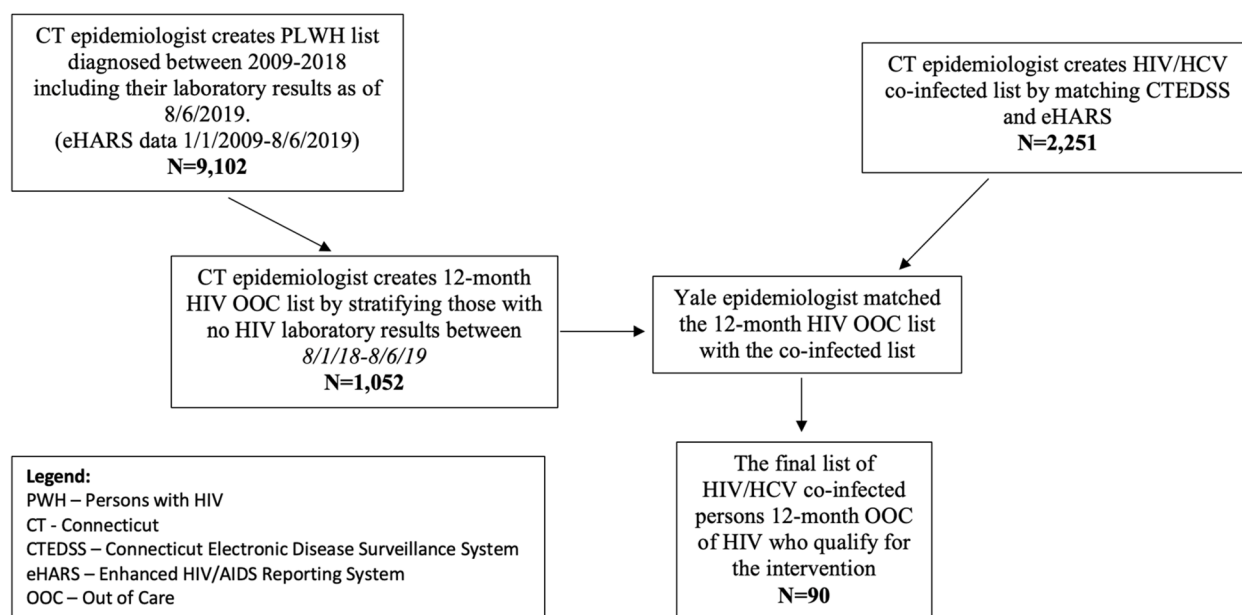 CT epidemiologist creates PLWH list
diagnosed between 2009-2018
including their laboratory results as of
8/6/2019.
(eHARS data 1/1/2009-8/6/2019)
N=9,102
CT epidemiologist creates HIV/HCV
co-infected list by matching CTEDSS
and eHARS
N=2,251
CT epidemiologist creates 12-month
HIV OOC list by stratifying those with
no HIV laboratory results between
8/1/18-8/6/19
N=1,052
Yale epidemiologist matched
the 12-month HIV OOC list
with the co-infected list
The final list of
HIV/HCV co-infected
persons 12-month OOC
of HIV who qualify for
the intervention
N=90
Legend:
PWH – Persons with HIV
CT - Connecticut
CTEDSS – Connecticut Electronic Disease Surveillance System
eHARS – Enhanced HIV/AIDS Reporting System
OOC – Out of Care